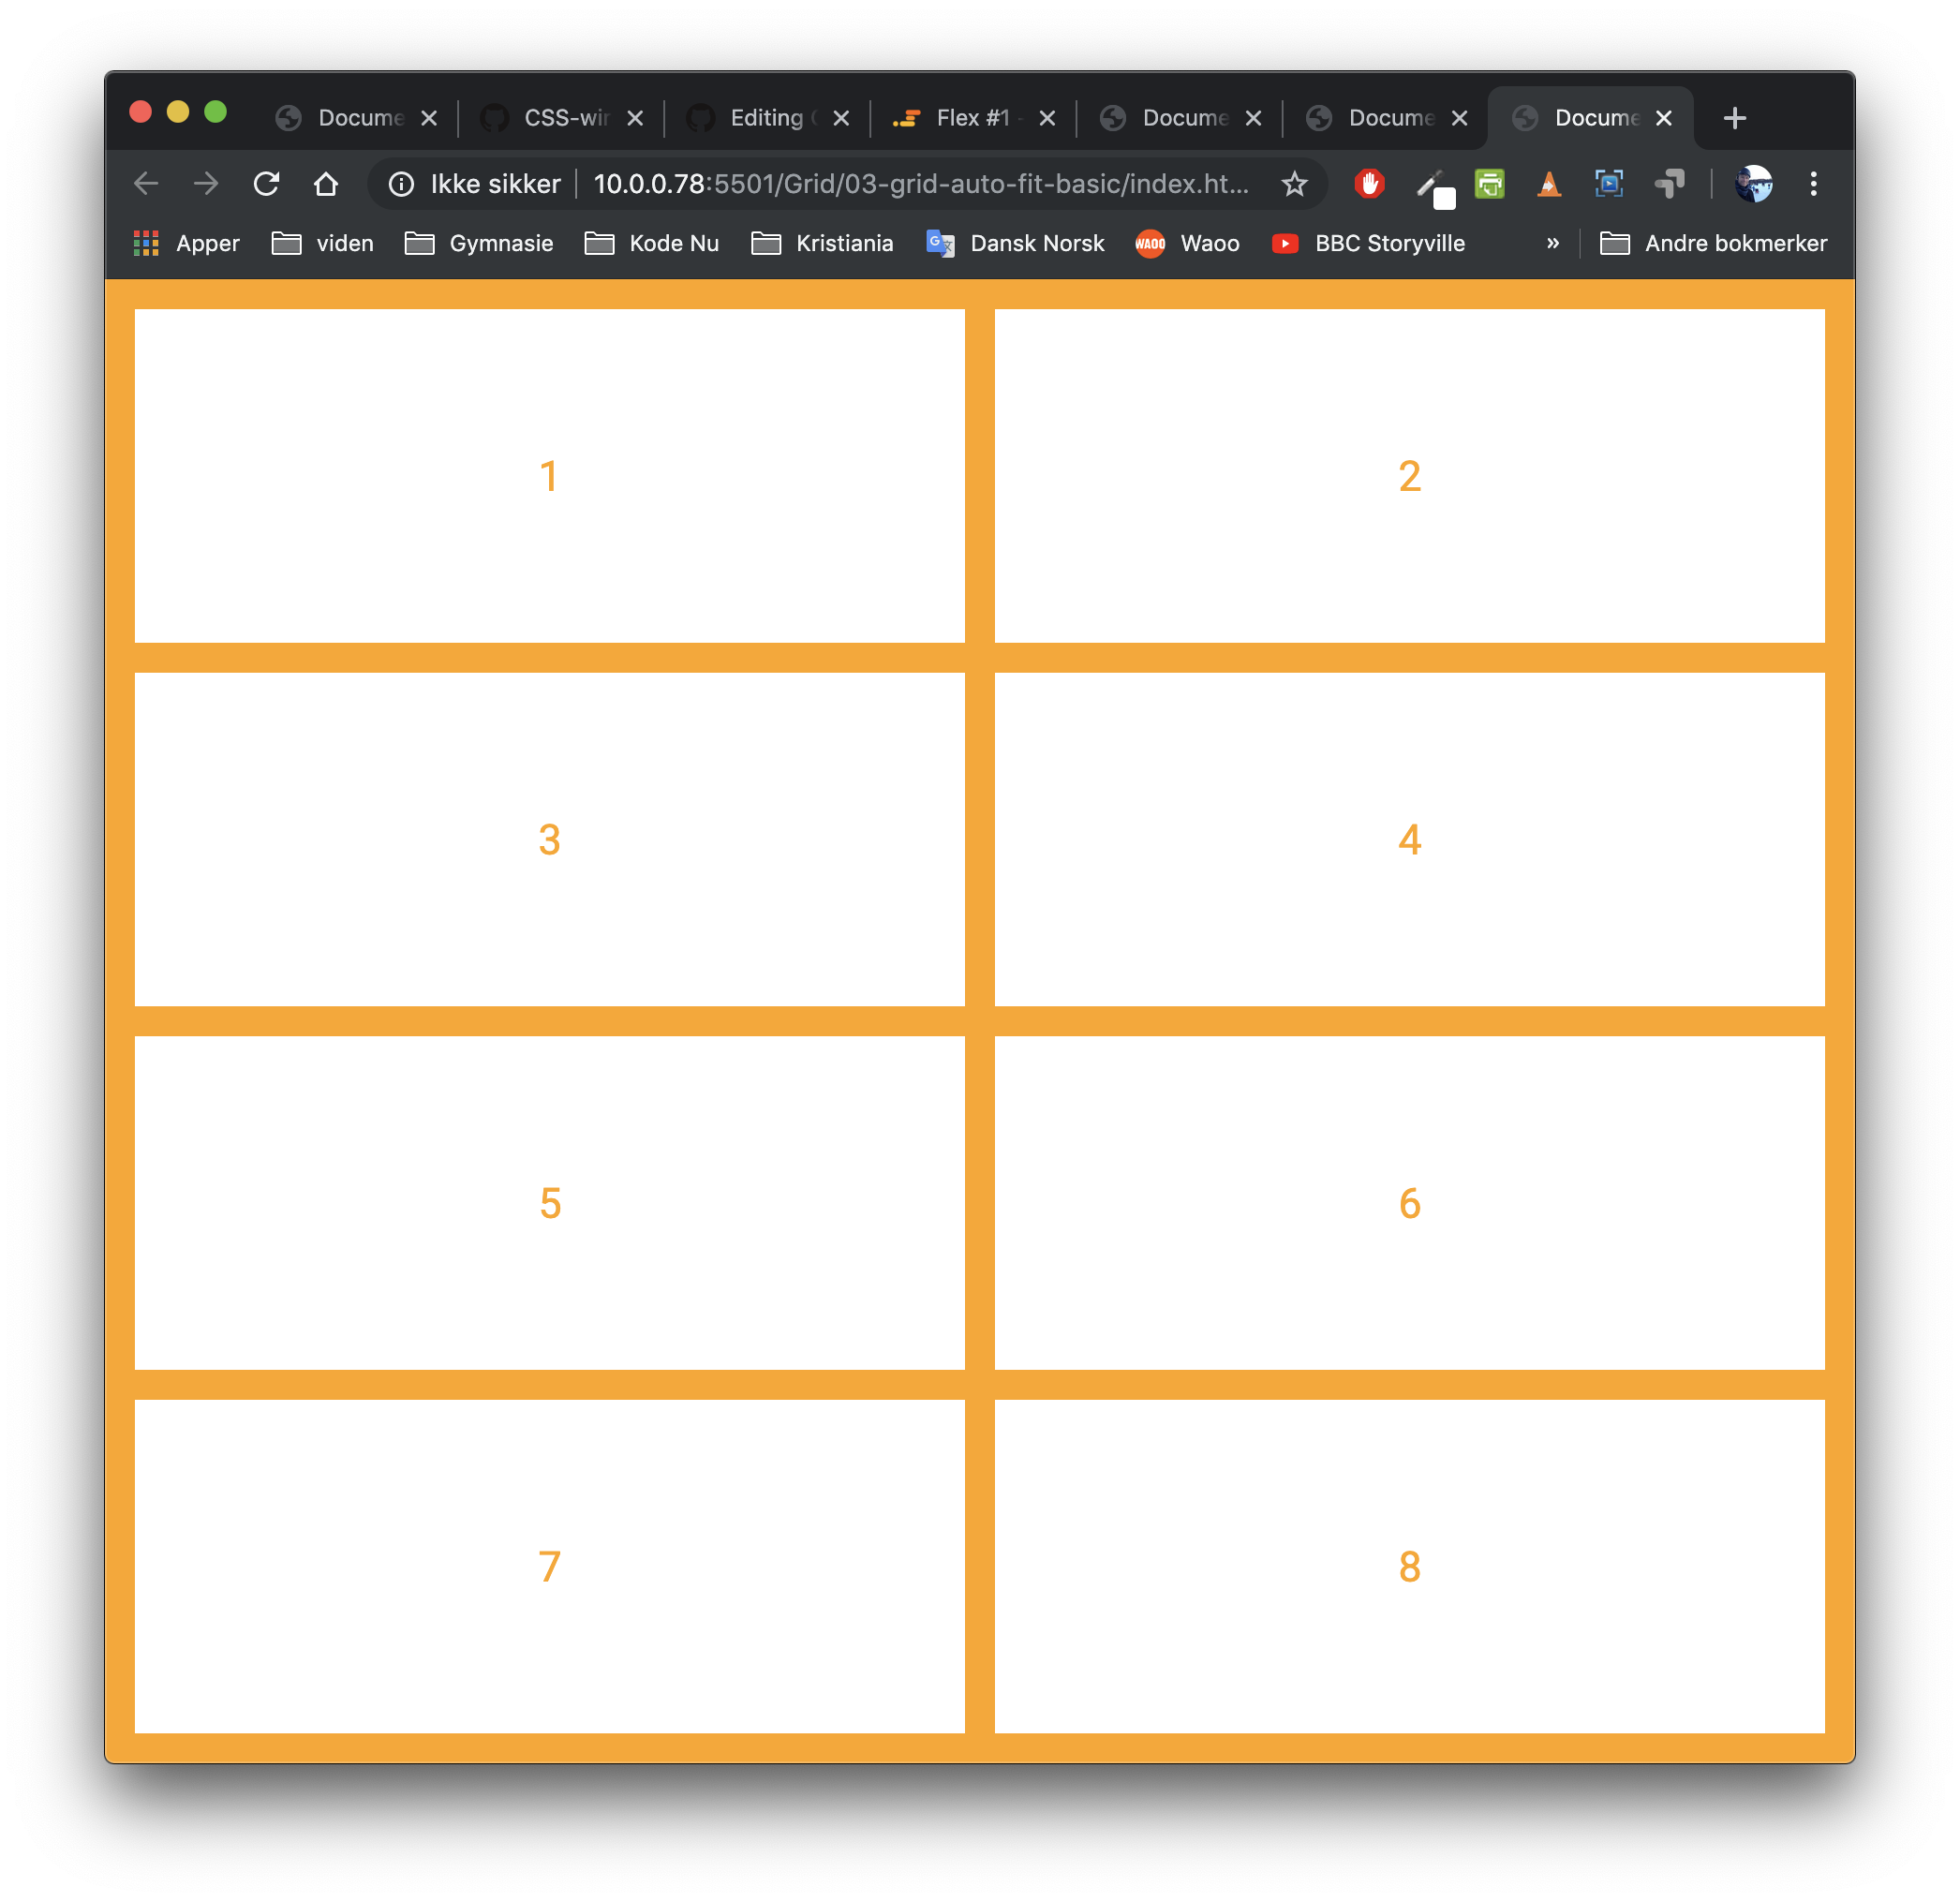 Docume CSS-wir Editing Flex #1 - Docume Docume Docume
Ikke sikker 10.0.0.78:5501/Grid/03-grid-auto-fit-basic/index.ht...
Apper viden Gymnasie Kode Nu Kristiania Dansk Norsk WAOO Waoo BBC Storyville » Andre bokmerker
1 2
3 4
5 6
7 8